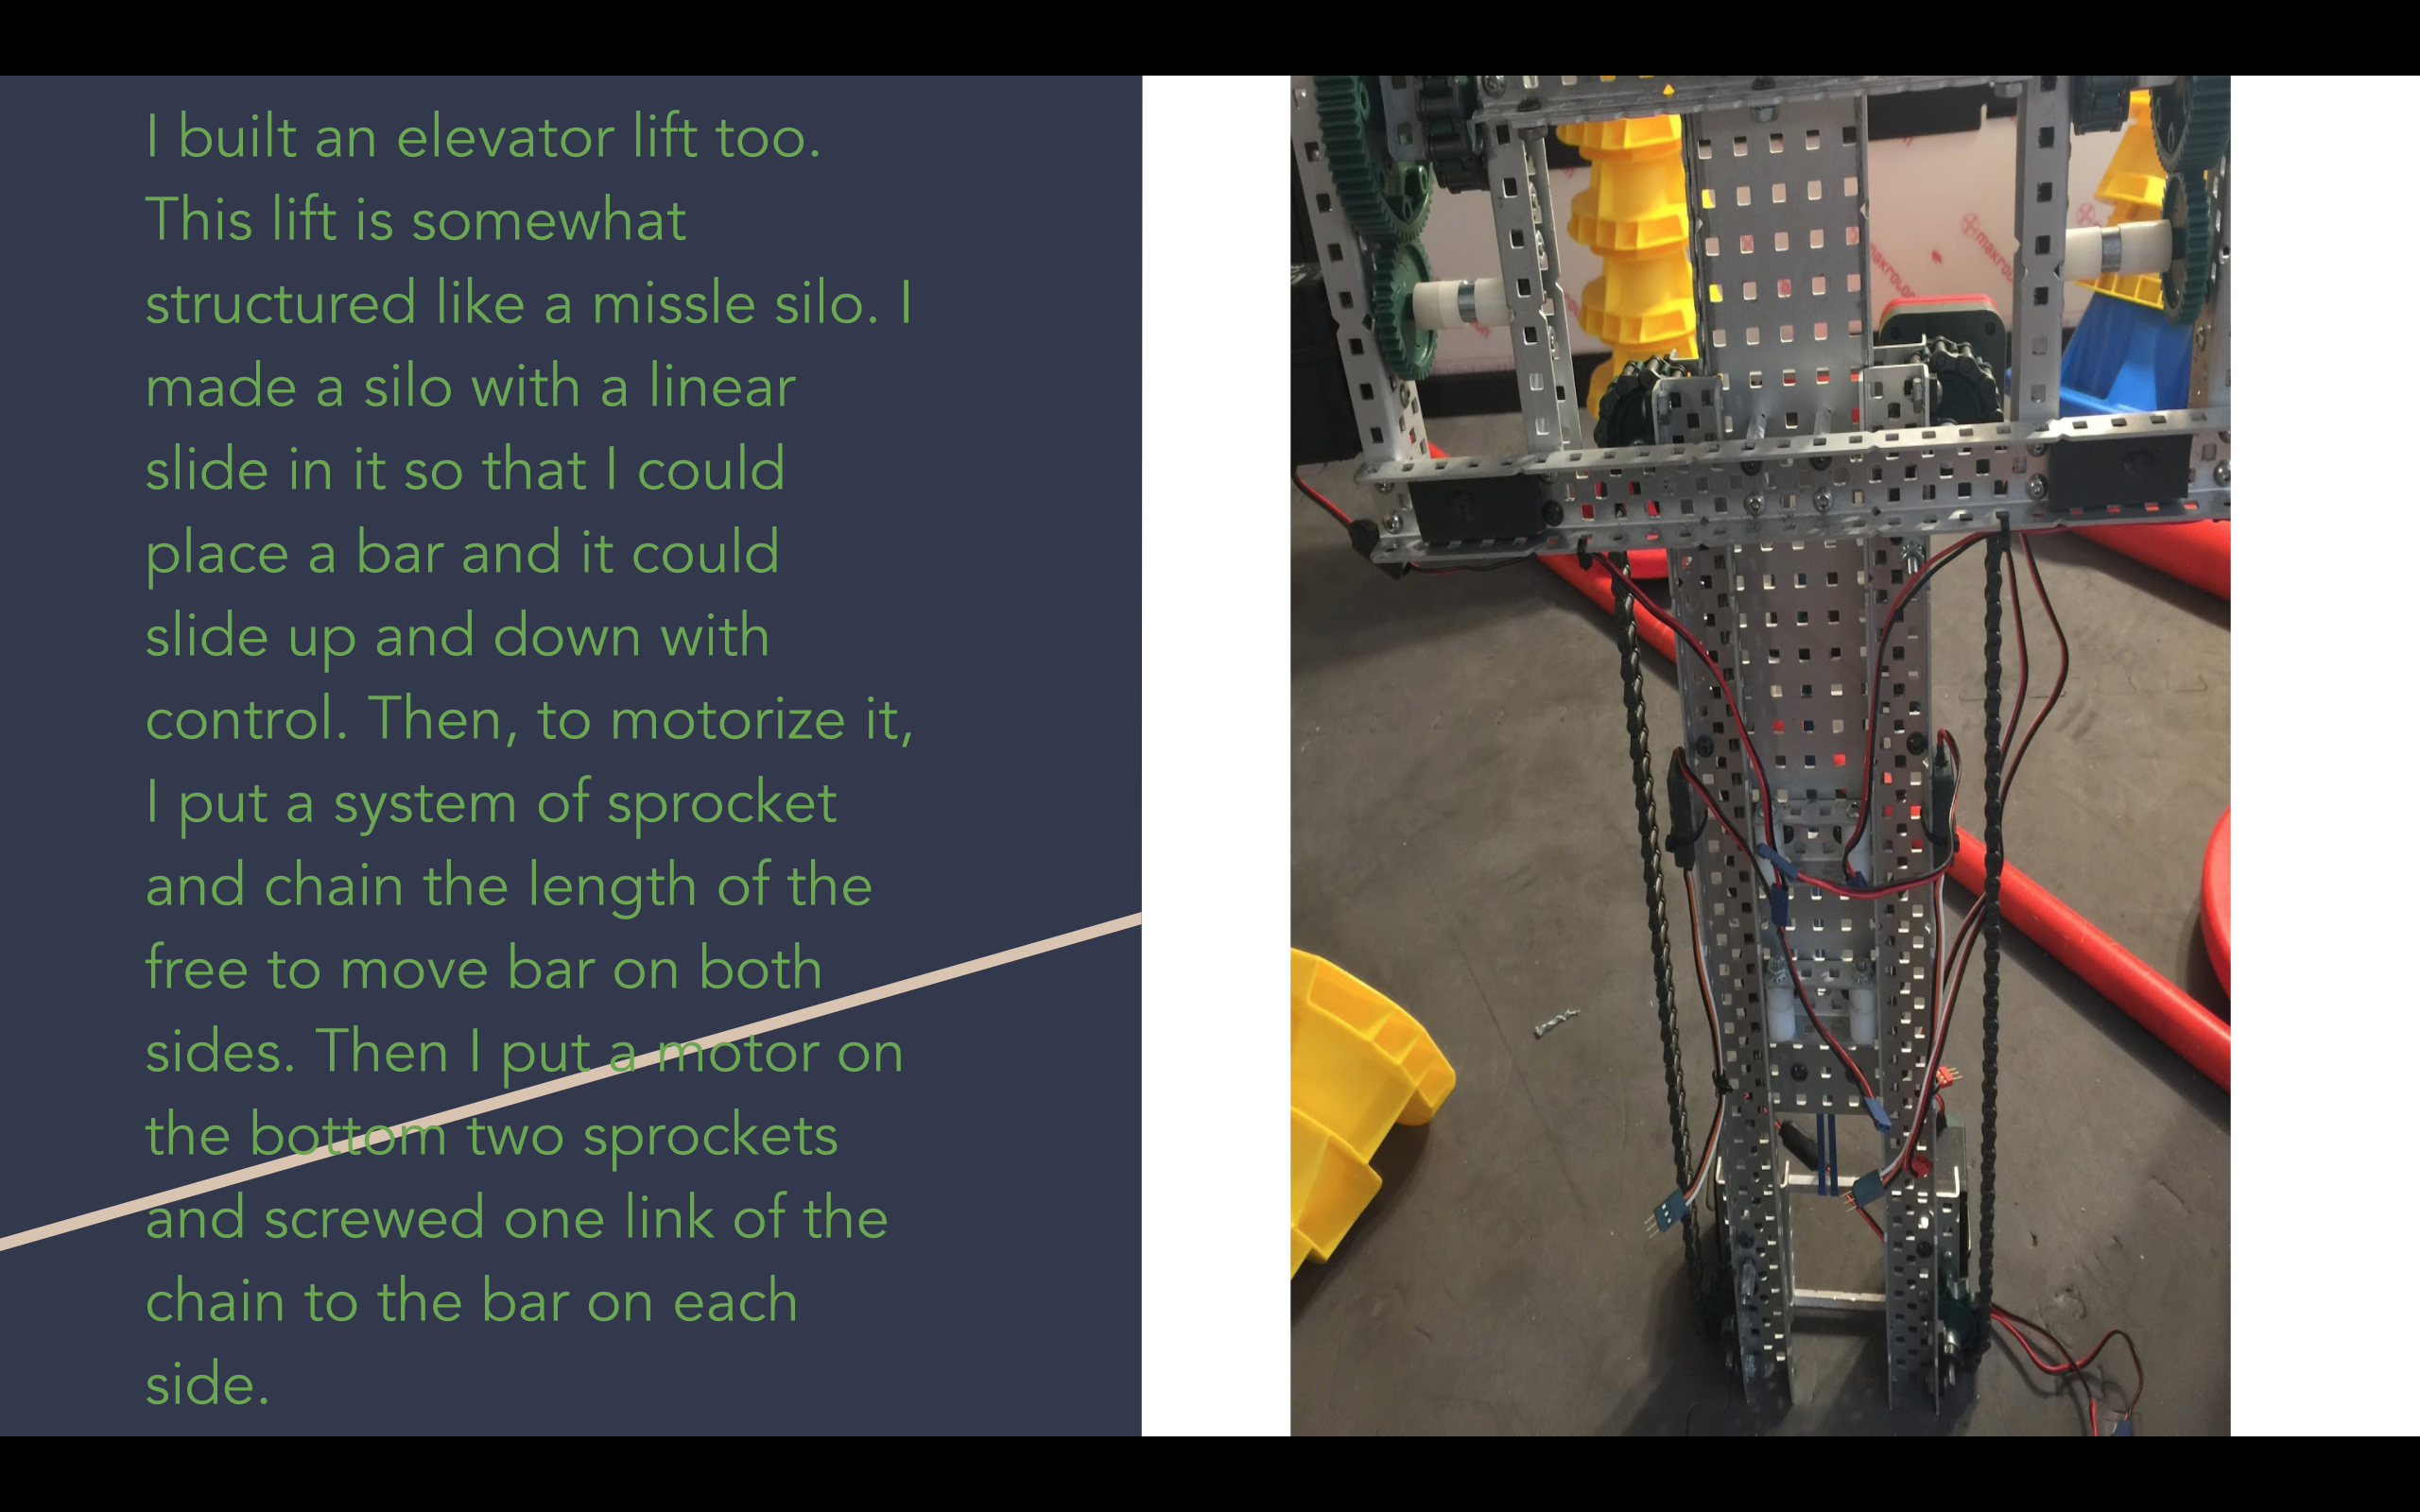 I built an elevator lift too.
This lift is somewhat
structured like a missle silo. I
made a silo with a linear
slide in it so that I could
place a bar and it could
slide up and down with
control. Then, to motorize it,
I put a system of sprocket
and chain the length of the
free to move bar on both
sides. Then I put a motor on
the bottom two sprockets
and screwed one link of the
chain to the bar on each
side.
makrolon